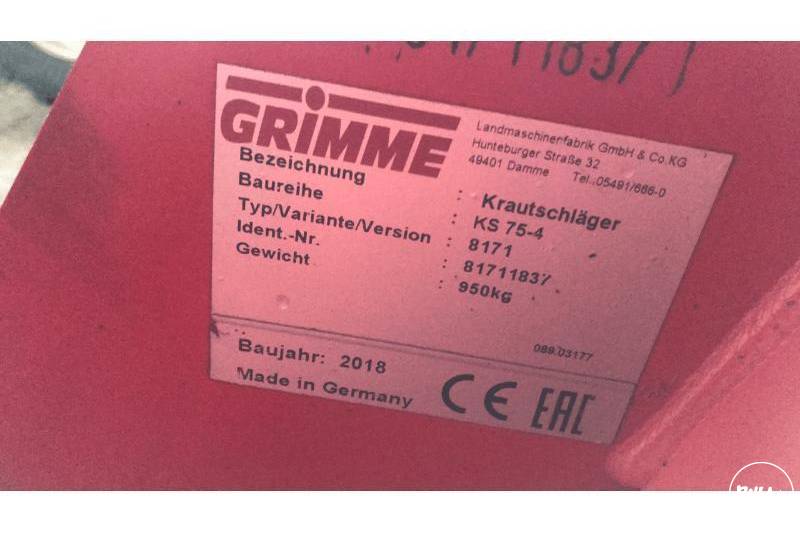 11837
GRIMME
Landmaschinenfabrik GmbH & Co.KG
Hunteburger Straße 32
49401 Damme Tel.:05491/666-0
Bezeichnung : Krautschläger
Baureihe : KS 75-4
Typ/Variante/Version : 8171
Ident.-Nr. : 81711837
Gewicht : 950kg
089.03177
Baujahr: 2018
Made in Germany
CE EAC